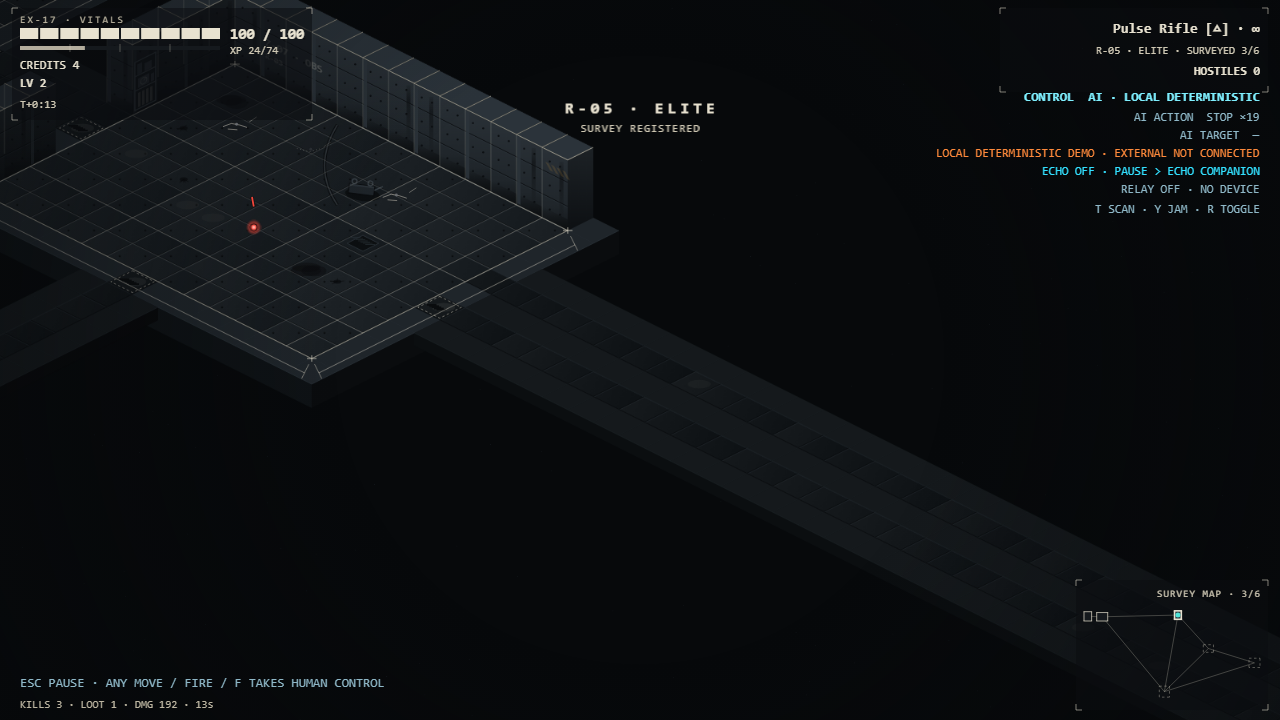 EX-17 · VITALS
100 / 100
XP 24/74
CREDITS 4
LV 2
T+0:13
R-05 · ELITE
SURVEY REGISTERED
Pulse Rifle [▲] · ∞
R-05 · ELITE · SURVEYED 3/6
HOSTILES 0
CONTROL AI · LOCAL DETERMINISTIC
AI ACTION STOP ×19
AI TARGET —
LOCAL DETERMINISTIC DEMO · EXTERNAL NOT CONNECTED
ECHO OFF · PAUSE > ECHO COMPANION
RELAY OFF · NO DEVICE
T SCAN · Y JAM · R TOGGLE
SURVEY MAP · 3/6
ESC PAUSE · ANY MOVE / FIRE / F TAKES HUMAN CONTROL
KILLS 3 · LOOT 1 · DMG 192 · 13s